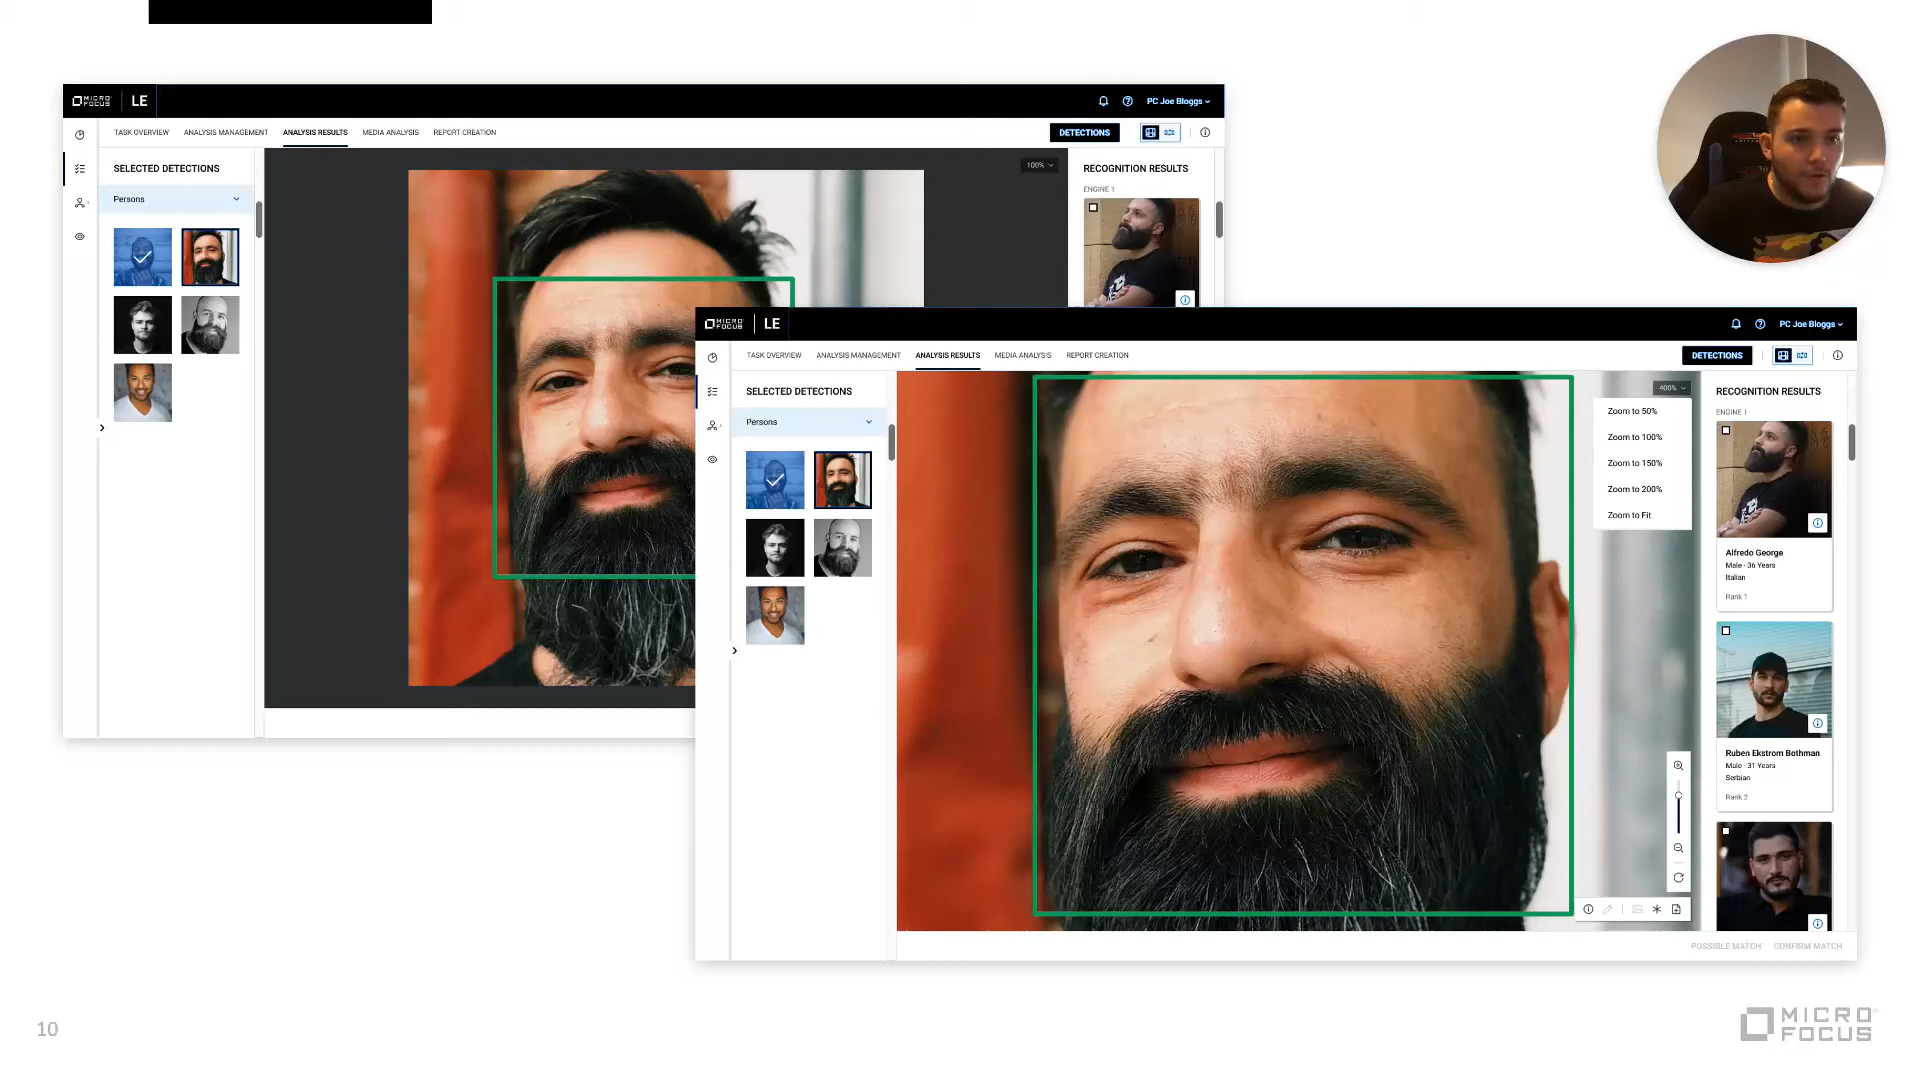 MICRO
FOCUS
LE
PC Joe Bloggs
TASK OVERVIEW
ANALYSIS MANAGEMENT
ANALYSIS RESULTS
MEDIA ANALYSIS
REPORT CREATION
DETECTIONS
SELECTED DETECTIONS
Persons
100%
RECOGNITION RESULTS
ENGINE 1
MICRO
FOCUS
LE
PC Joe Bloggs
TASK OVERVIEW
ANALYSIS MANAGEMENT
ANALYSIS RESULTS
MEDIA ANALYSIS
REPORT CREATION
DETECTIONS
SELECTED DETECTIONS
Persons
400%
Zoom to 50%
Zoom to 100%
Zoom to 150%
Zoom to 200%
Zoom to Fit
RECOGNITION RESULTS
ENGINE 1
Alfredo George
Male - 36 Years
Italian
Rank 1
Ruben Ekstrom Bothman
Male - 31 Years
Serbian
Rank 2
POSSIBLE MATCH
CONFIRM MATCH
10
MICRO
FOCUS